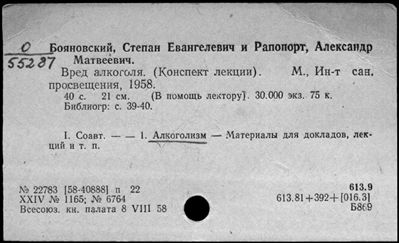 О
55287
Бояновский, Степан Евангелевич и Рапопорт, Александр
Матвеевич.
Вред алкоголя. (Конспект лекции). М., Ин-т сан.
просвещения, 1958.
40 с. 21 см. (В помощь лектору). 30.000 экз. 75 к.
Библиогр: с. 39-40.
I. Соавт. — — 1. Алкоголизм — Материалы для докладов, лек-
ций и т. п.
№ 22783 [58-40888] п 22
XXIV № 1165; № 6764
Всесоюз. кн. палата 8 VIII 58
613.9
613.81+392+[016.3]
Б869